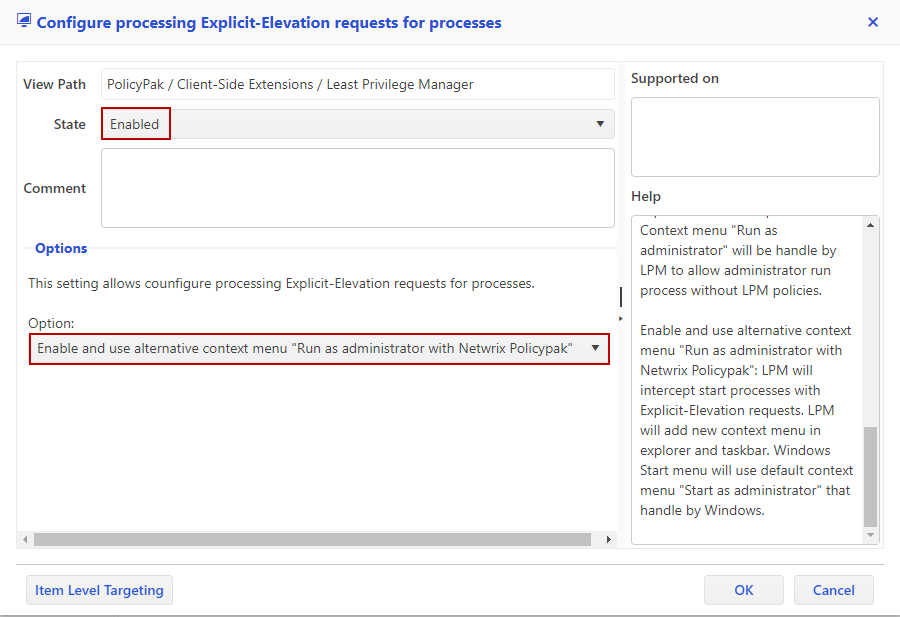 Configure processing Explicit-Elevation requests for processes
View Path
PolicyPak / Client-Side Extensions / Least Privilege Manager
State
Enabled
Comment
Options
This setting allows counfigure processing Explicit-Elevation requests for processes.
Option:
Enable and use alternative context menu "Run as administrator with Netwrix Policypak"
Supported on
Help
Context menu "Run as
administrator" will be handle by
LPM to allow administrator run
process without LPM policies.
Enable and use alternative context
menu "Run as administrator with
Netwrix Policypak": LPM will
intercept start processes with
Explicit-Elevation requests. LPM
will add new context menu in
explorer and taskbar. Windows
Start menu will use default context
menu "Start as administrator" that
handle by Windows.
Item Level Targeting
OK
Cancel